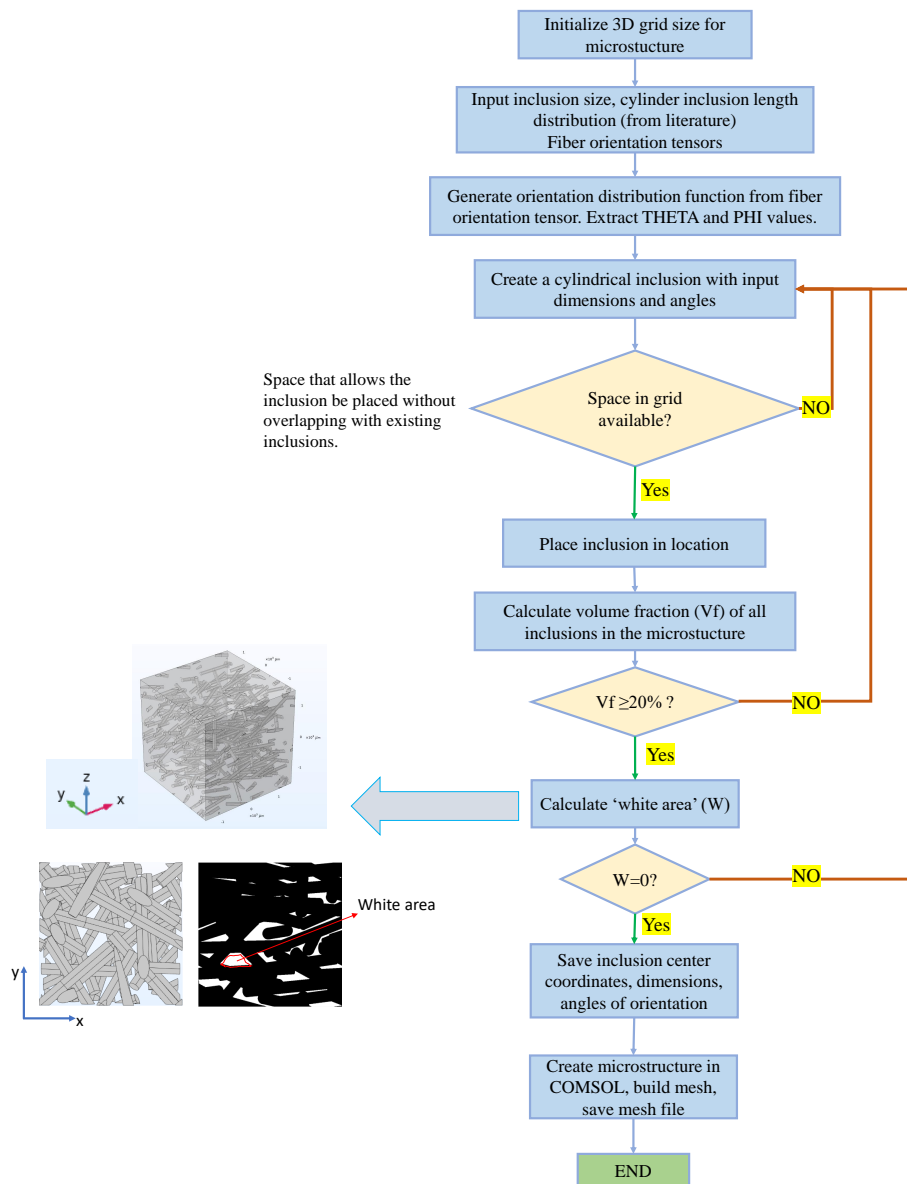 Initialize 3D grid size for
microstucture
Input inclusion size, cylinder inclusion length
distribution (from literature)
Fiber orientation tensors
Generate orientation distribution function from fiber
orientation tensor. Extract THETA and PHI values.
Create a cylindrical inclusion with input
dimensions and angles
Space that allows the
inclusion be placed without
overlapping with existing
inclusions.
Space in grid
available?
NO
Yes
Place inclusion in location
Calculate volume fraction (Vf) of all
inclusions in the microstucture
Vf ≥20% ?
NO
Yes
z
y
x
Calculate ‘white area’ (W)
W=0?
NO
Yes
White area
y
x
Save inclusion center
coordinates, dimensions,
angles of orientation
Create microstructure in
COMSOL, build mesh,
save mesh file
END